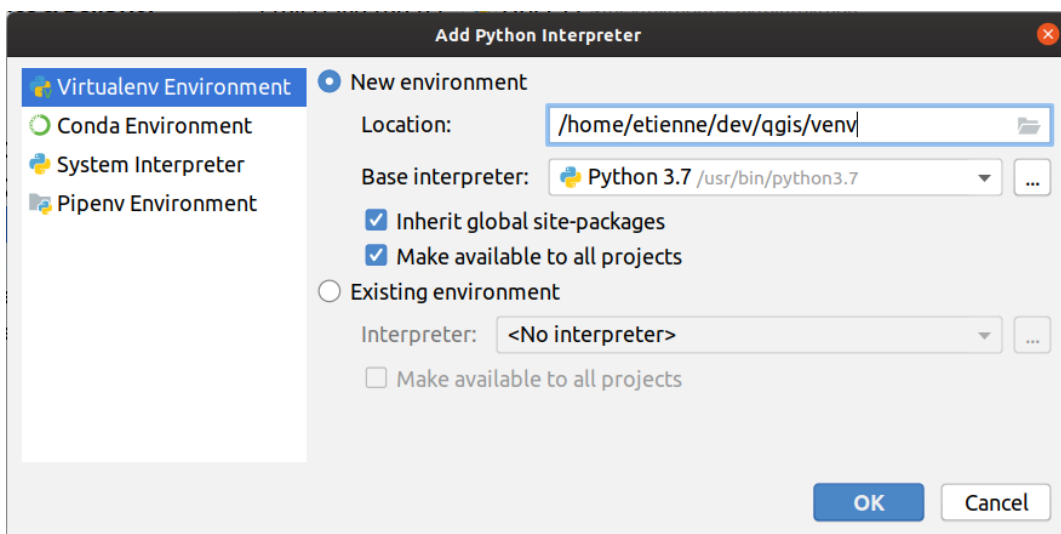 Add Python Interpreter
Virtualenv Environment
Conda Environment
System Interpreter
Pipenv Environment
New environment
Location: /home/etienne/dev/qgis/venv
Base interpreter: Python 3.7 /usr/bin/python3.7 ...
Inherit global site-packages
Make available to all projects
Existing environment
Interpreter: <No interpreter> ...
Make available to all projects
OK Cancel